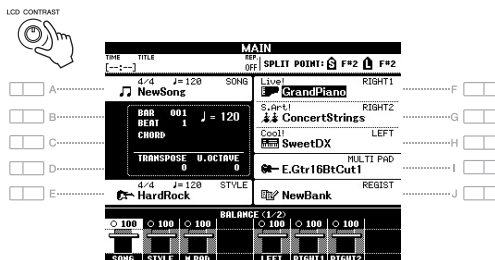 LCD CONTRAST
MAIN
TIME TITLE REP. SPLIT POINT: S F#2 L F#2
[--:--] OFF
4/4 ♩=120 SONG
NewSong
Live! RIGHT1
GrandPiano
BAR 001
BEAT 1
♩ = 120
CHORD
S.Art! RIGHT2
ConcertStrings
Cool! LEFT
SweetDX
TRANSPOSE U.OCTAVE
0 0
MULTI PAD
E.Gtr16BtCut1
4/4 ♩=120 STYLE
HardRock
REGIST
NewBank
A
B
C
D
E
F
G
H
I
J
BALANCE (1/2)
100 100 100 100 100 100
SONG STYLE M.PAD LEFT RIGHT1 RIGHT2